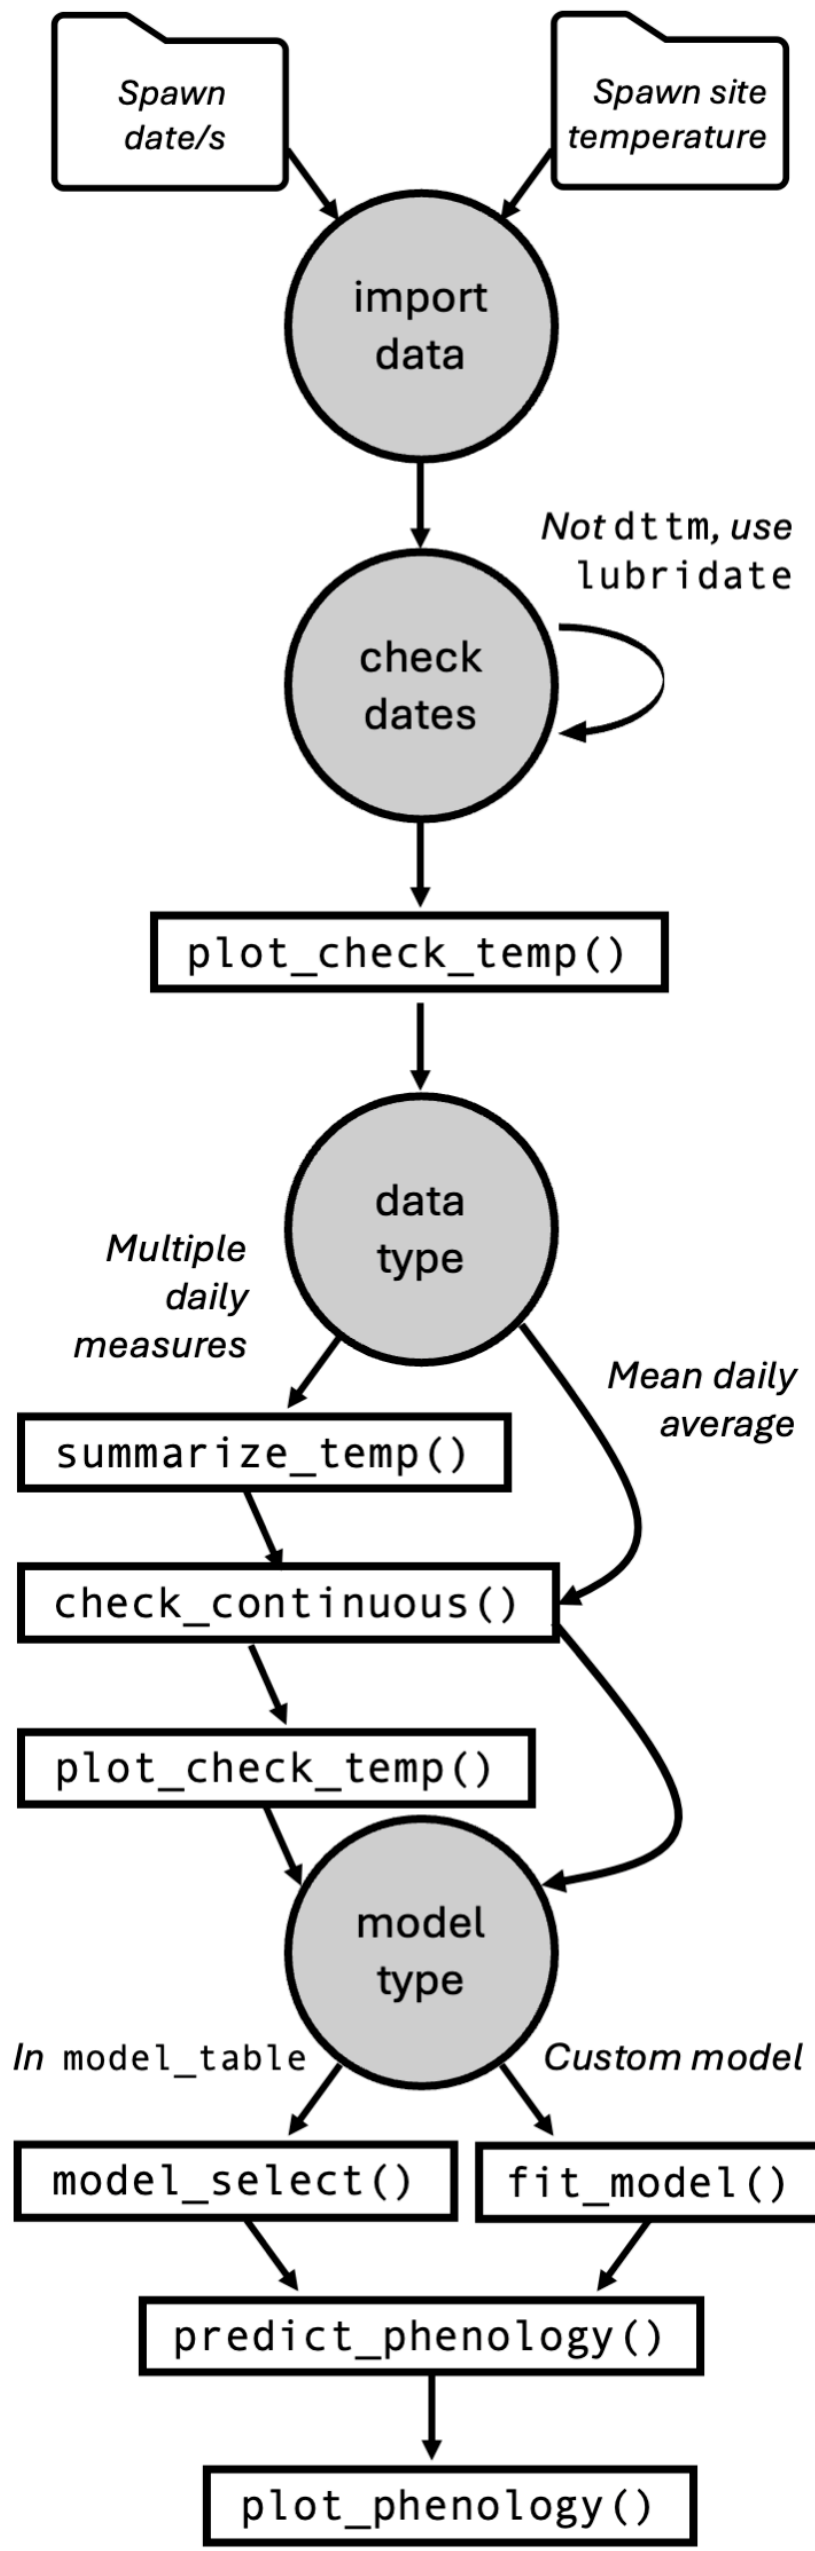 Spawn
date/s
Spawn site
temperature
import
data
Not dttm, use
lubridate
check
dates
plot_check_temp()
data
type
Multiple
daily
measures
Mean daily
average
summarize_temp()
check_continuous()
plot_check_temp()
model
type
In model_table
Custom model
model_select()
fit_model()
predict_phenology()
plot_phenology()